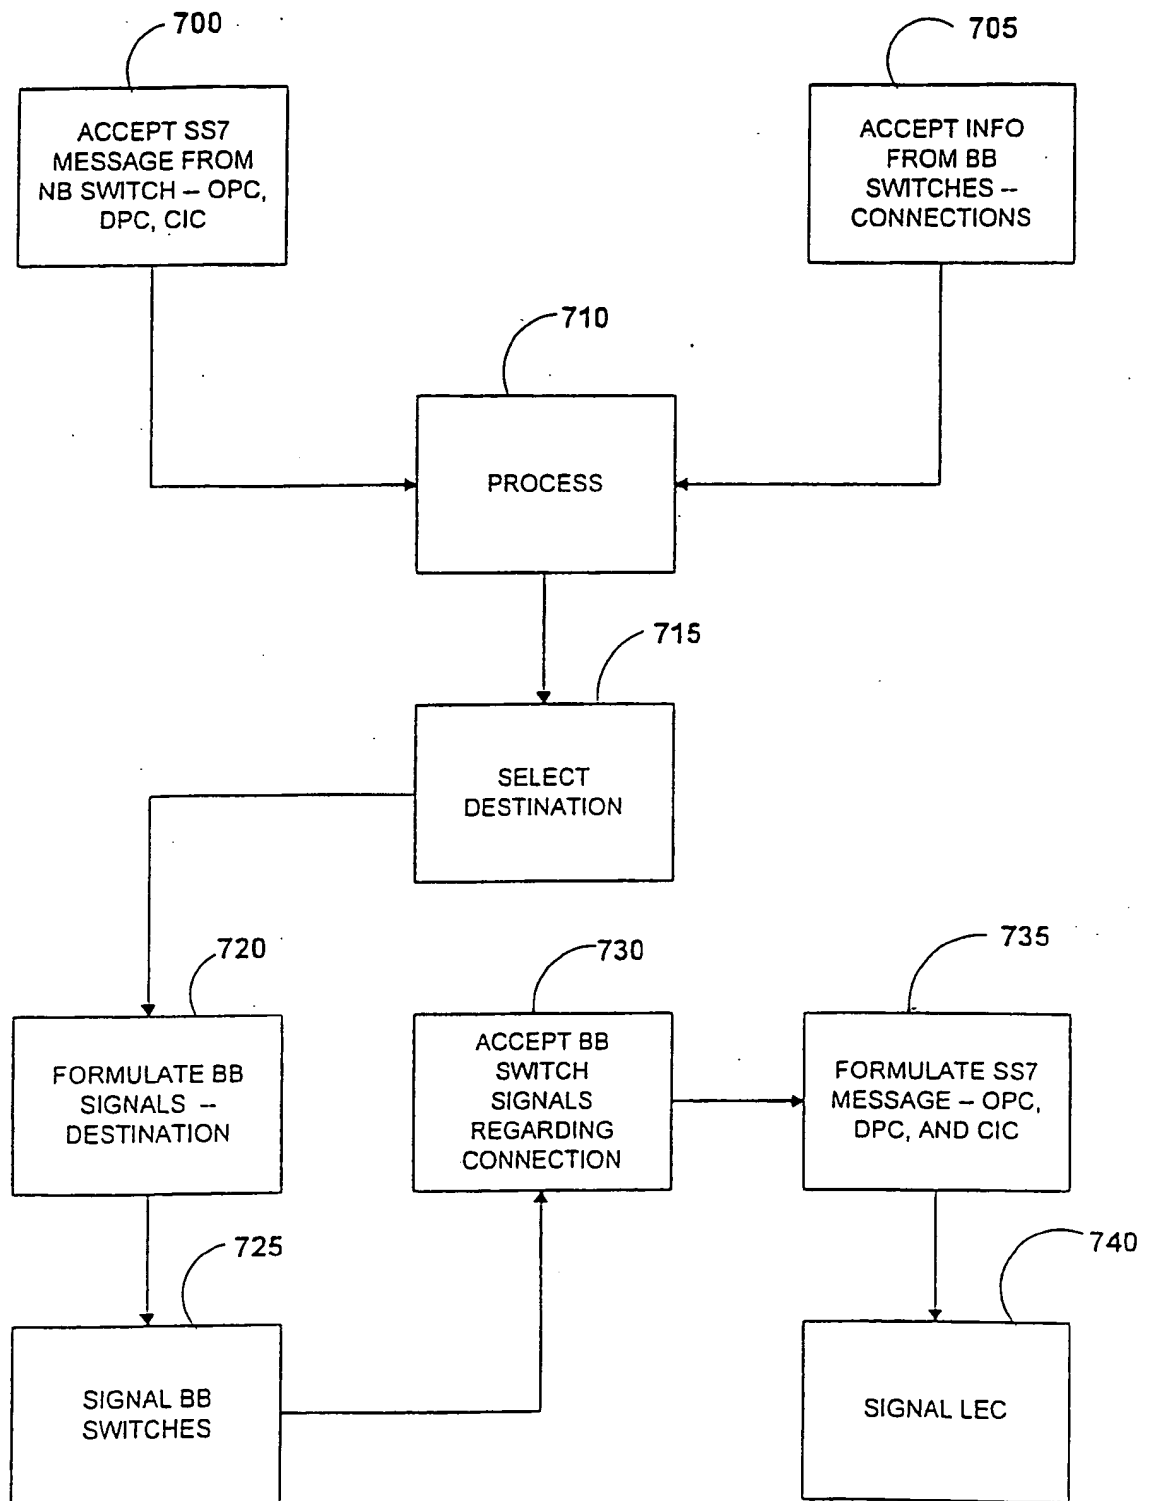 700
705
ACCEPT SS7
MESSAGE FROM
NB SWITCH – OPC,
DPC, CIC
ACCEPT INFO
FROM BB
SWITCHES –
CONNECTIONS
710
PROCESS
715
SELECT
DESTINATION
720
730
735
FORMULATE BB
SIGNALS –
DESTINATION
ACCEPT BB
SWITCH
SIGNALS
REGARDING
CONNECTION
FORMULATE SS7
MESSAGE – OPC,
DPC, AND CIC
725
740
SIGNAL BB
SWITCHES
SIGNAL LEC